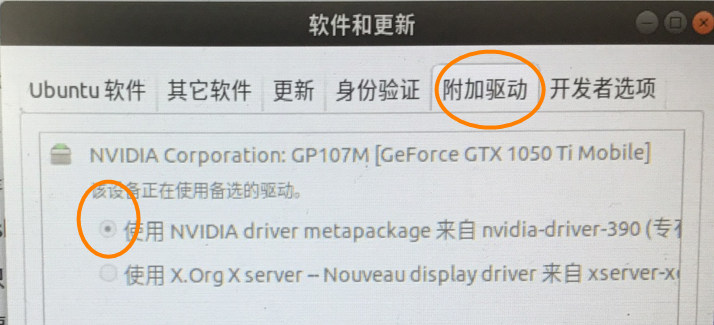 软件和更新
Ubuntu 软件 其它软件 更新 身份验证 附加驱动 开发者选项
NVIDIA Corporation: GP107M [GeForce GTX 1050 Ti Mobile]
该设备正在使用备选的驱动。
使用 NVIDIA driver metapackage 来自 nvidia-driver-390 (专有
使用 X.Org X server -- Nouveau display driver 来自 xserver-xo